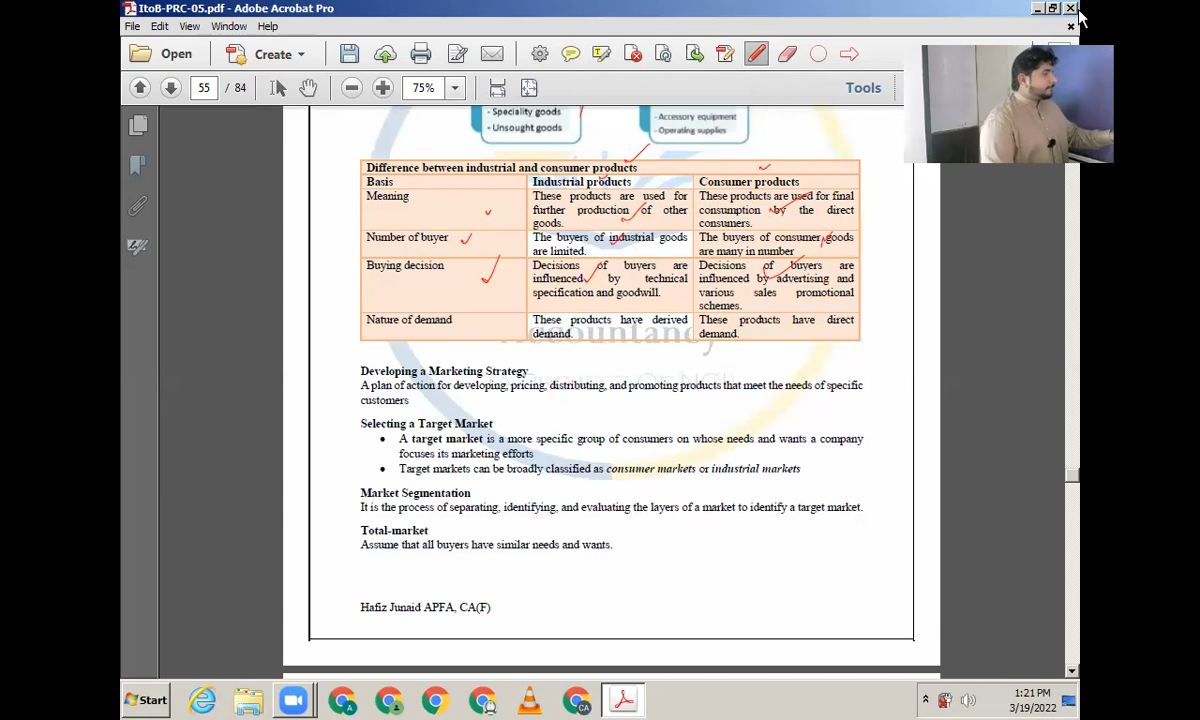 ItoB-PRC-05.pdf - Adobe Acrobat Pro
File Edit View Window Help
Open Create
55 / 84 75% Tools
- Speciality goods
- Unsought goods
- Accessory equipment
- Operating supplies
Difference between industrial and consumer products
Basis Industrial products Consumer products
Meaning
These products are used for
further production of other
goods.
These products are used for final
consumption by the direct
consumers.
Number of buyer
The buyers of industrial goods
are limited.
The buyers of consumer goods
are many in number
Buying decision
Decisions of buyers are
influenced by technical
specification and goodwill.
Decisions of buyers are
influenced by advertising and
various sales promotional
schemes.
Nature of demand
These products have derived
demand.
These products have direct
demand.
Accountancy
Developing a Marketing Strategy
A plan of action for developing, pricing, distributing, and promoting products that meet the needs of specific
customers
Selecting a Target Market
• A target market is a more specific group of consumers on whose needs and wants a company
focuses its marketing efforts
• Target markets can be broadly classified as consumer markets or industrial markets
Market Segmentation
It is the process of separating, identifying, and evaluating the layers of a market to identify a target market.
Total-market
Assume that all buyers have similar needs and wants.
Hafiz Junaid APFA, CA(F)
Start
1:21 PM
3/19/2022